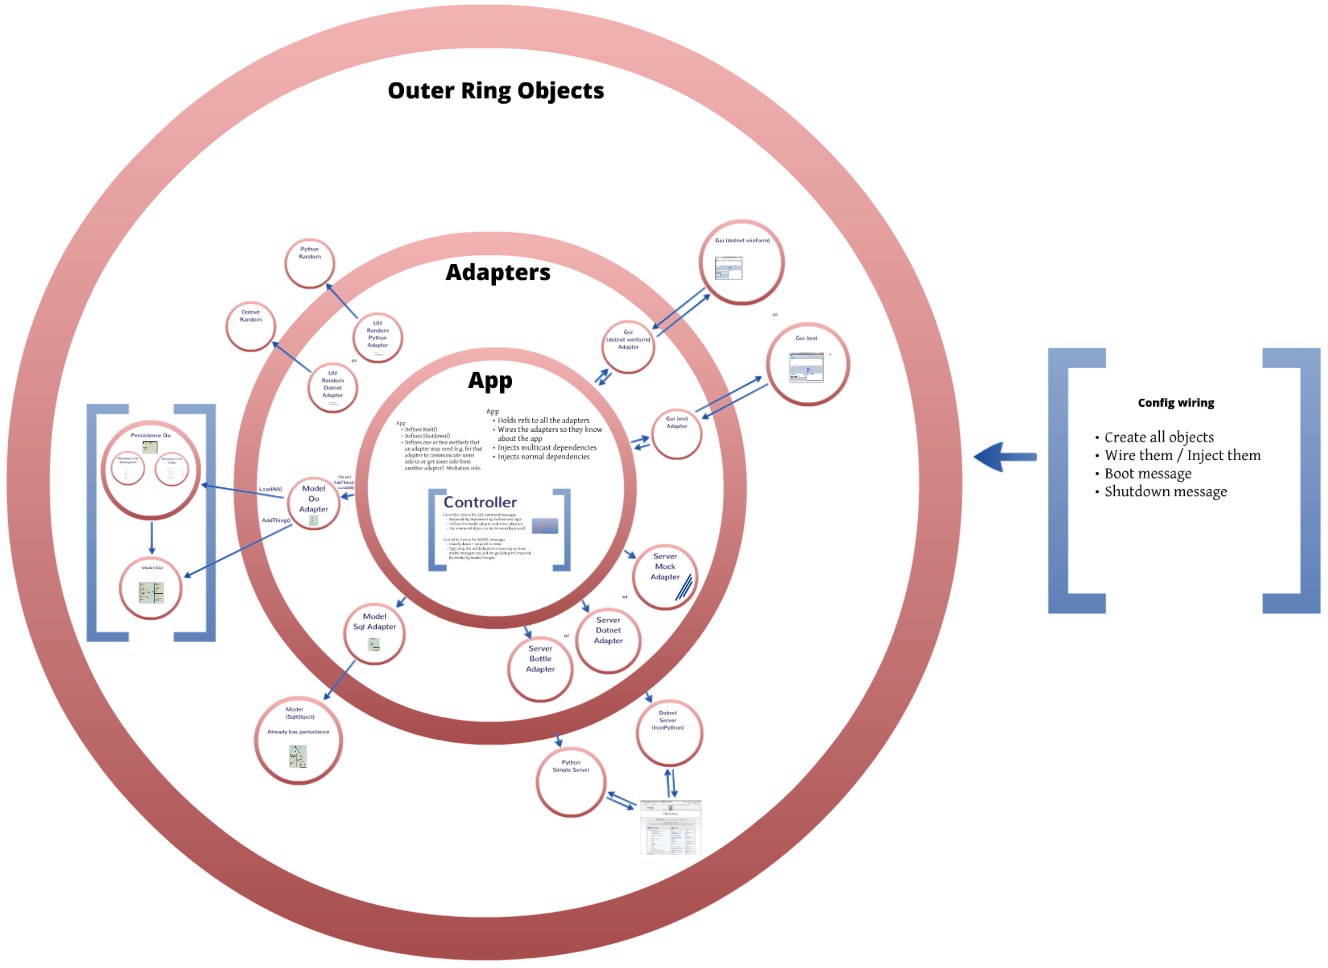 Outer Ring Objects
Adapters
App
Python
Random
Dotnet
Random
Util
Random
Python
Adapter
or
Util
Random
Dotnet
Adapter
Gui (dotnet winform)
or
Gui (wx)
Gui
(dotnet winform)
Adapter
Gui (wx)
Adapter
App
• Defines Boot()
• Defines Shutdown()
• Defines one or two methods that
an adapter may need (e.g. for that
adapter to communicate some
info to or get some info from
another adapter). Mediation role.
App
• Holds refs to all the adapters
• Wires the adapters so they know
about the app
• Injects multicast dependencies
• Injects normal dependencies
Controller
Persistence Oo
Model (Oo)
LoadAll()
AddThing()
Model
Oo
Adapter
AddThing()
LoadAll()
Model
Sql Adapter
Model
(SqlObject)
Already has persistence
Server
Mock
Adapter
or
Server
Dotnet
Adapter
or
Server
Bottle
Adapter
Dotnet
Server
(IronPython)
Python
Simple Server
Config wiring
• Create all objects
• Wire them / Inject them
• Boot message
• Shutdown message